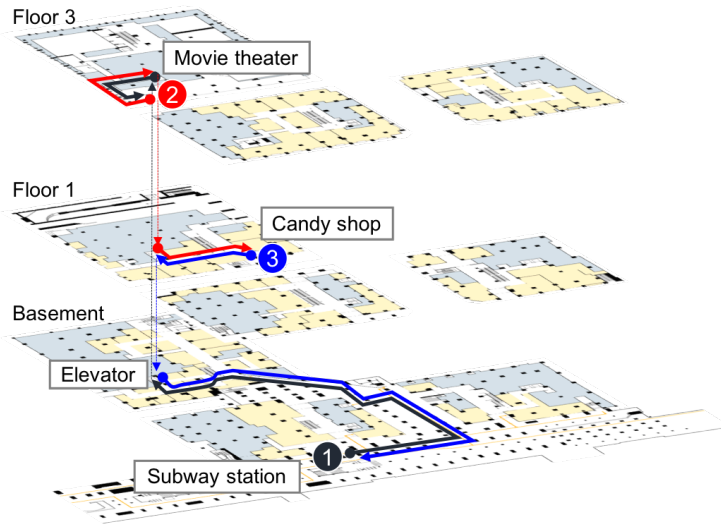 Floor 3
Movie theater
2
Floor 1
Candy shop
3
Basement
Elevator
1
Subway station